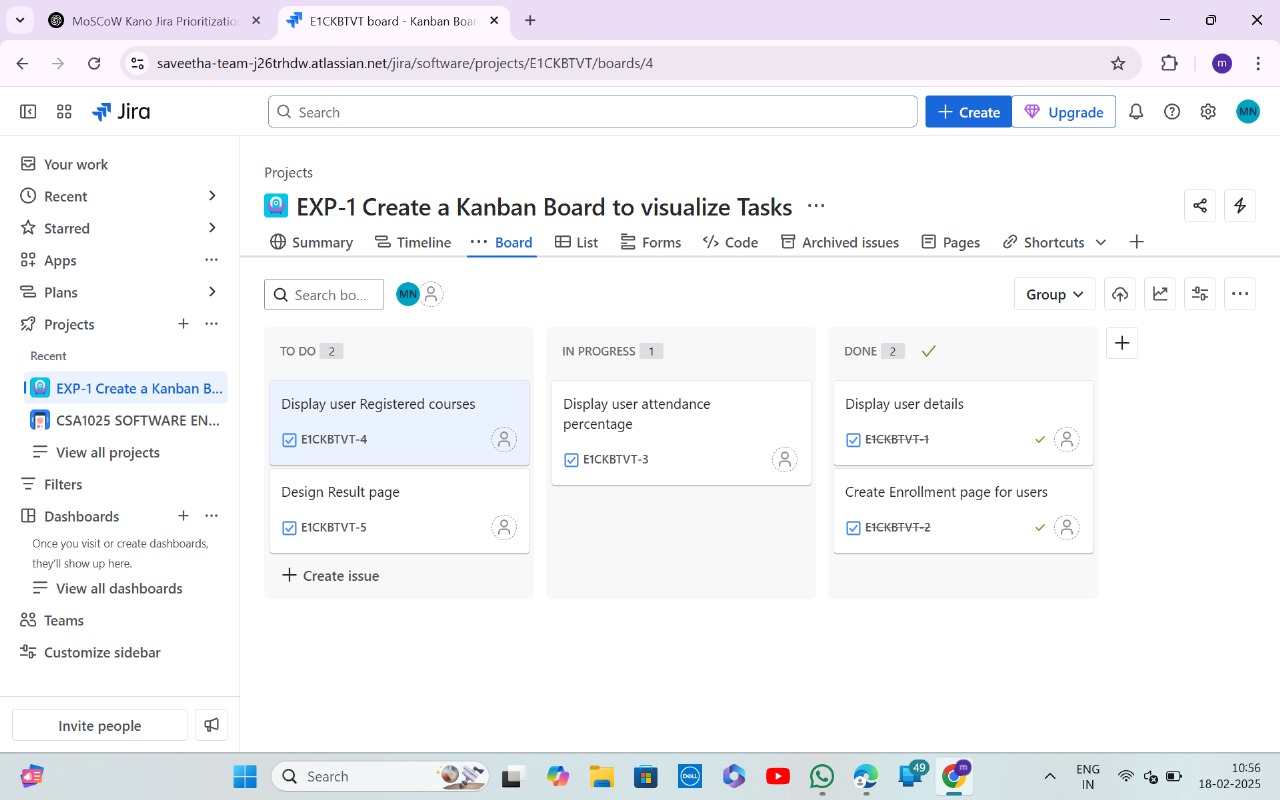 MoSCoW Kano Jira Prioritizatio
E1CKBTVT board - Kanban Boar
saveetha-team-j26trhdw.atlassian.net/jira/software/projects/E1CKBTVT/boards/4
m
Jira
Search
Create
Upgrade
MN
Your work
Recent
Starred
Apps
Plans
Projects
Recent
EXP-1 Create a Kanban B...
CSA1025 SOFTWARE EN...
View all projects
Filters
Dashboards
Once you visit or create dashboards,
they'll show up here.
View all dashboards
Teams
Customize sidebar
Invite people
Projects
EXP-1 Create a Kanban Board to visualize Tasks
Summary
Timeline
Board
List
Forms
Code
Archived issues
Pages
Shortcuts
Search bo...
MN
Group
TO DO 2
Display user Registered courses
E1CKBTVT-4
Design Result page
E1CKBTVT-5
Create issue
IN PROGRESS 1
Display user attendance
percentage
E1CKBTVT-3
DONE 2
Display user details
E1CKBTVT-1
Create Enrollment page for users
E1CKBTVT-2
Search
DELL
49
m
ENG
IN
10:56
18-02-2025